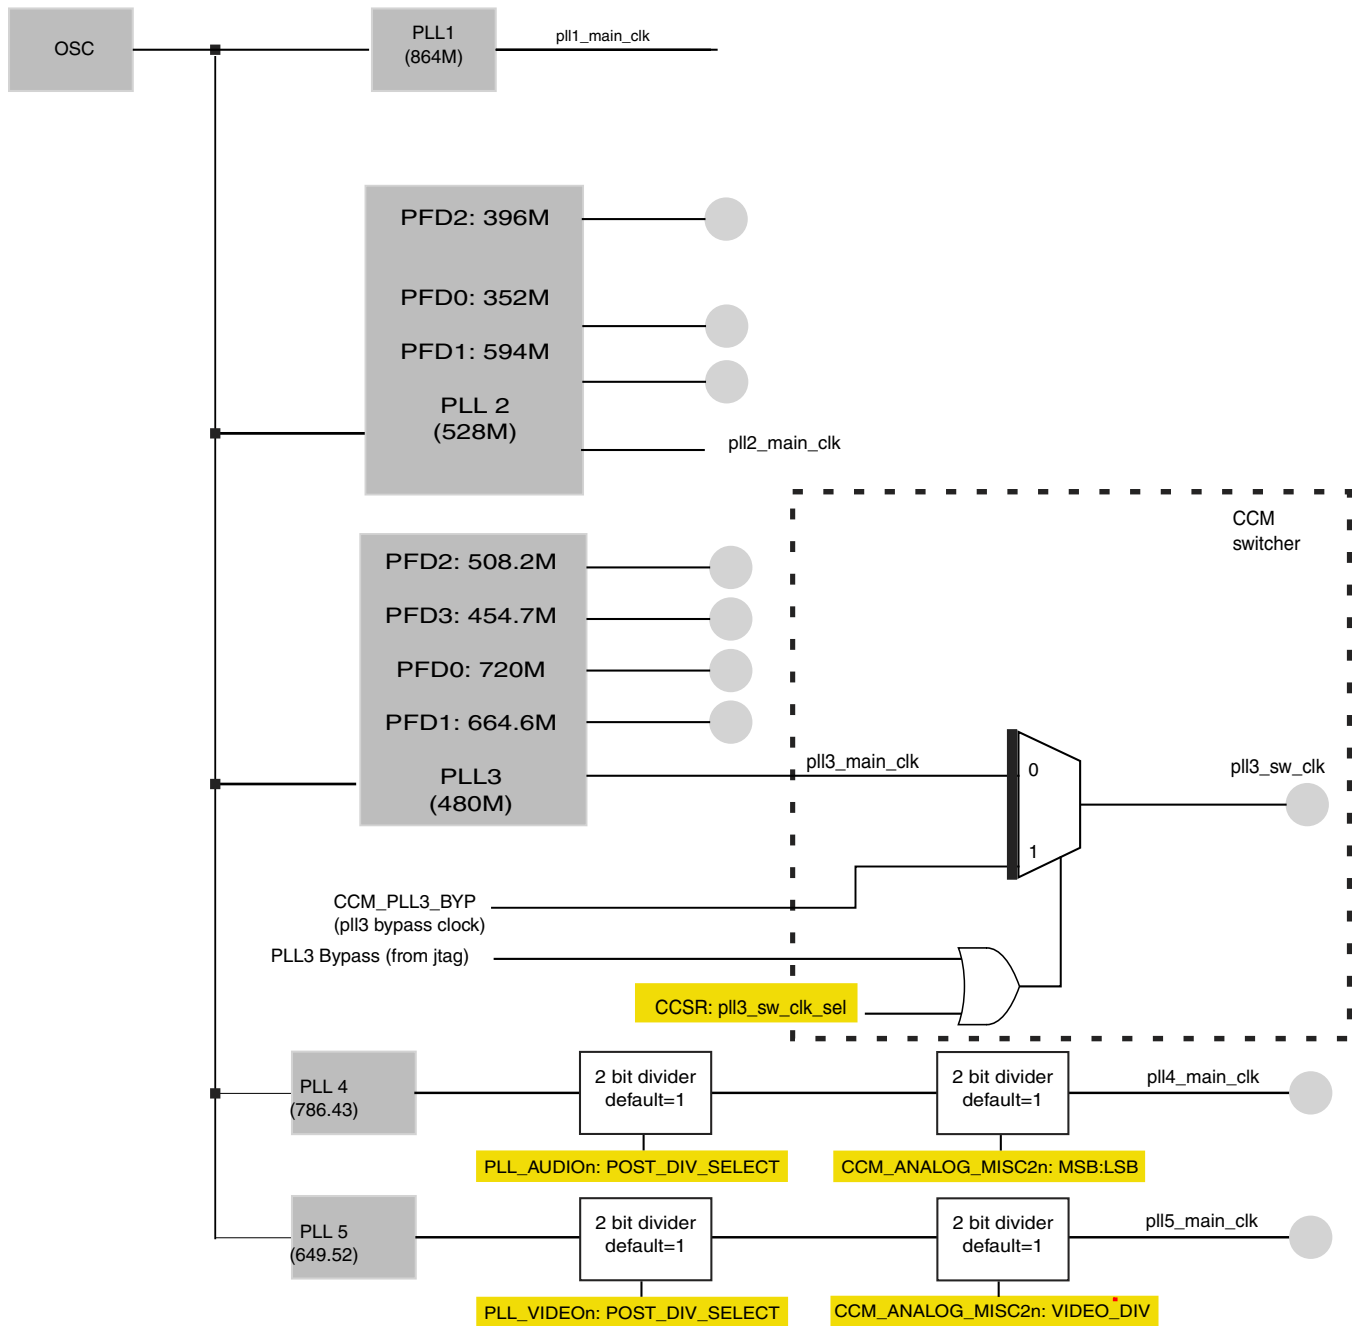 OSC
PLL1
(864M)
pll1_main_clk
PFD2: 396M
PFD0: 352M
PFD1: 594M
PLL 2
(528M)
pll2_main_clk
CCM
switcher
PFD2: 508.2M
PFD3: 454.7M
PFD0: 720M
PFD1: 664.6M
PLL3
(480M)
pll3_main_clk
0
1
pll3_sw_clk
CCM_PLL3_BYP
(pll3 bypass clock)
PLL3 Bypass (from jtag)
CCSR: pll3_sw_clk_sel
PLL 4
(786.43)
2 bit divider
default=1
2 bit divider
default=1
pll4_main_clk
PLL_AUDIOn: POST_DIV_SELECT
CCM_ANALOG_MISC2n: MSB:LSB
PLL 5
(649.52)
2 bit divider
default=1
2 bit divider
default=1
pll5_main_clk
PLL_VIDEOn: POST_DIV_SELECT
CCM_ANALOG_MISC2n: VIDEO_DIV